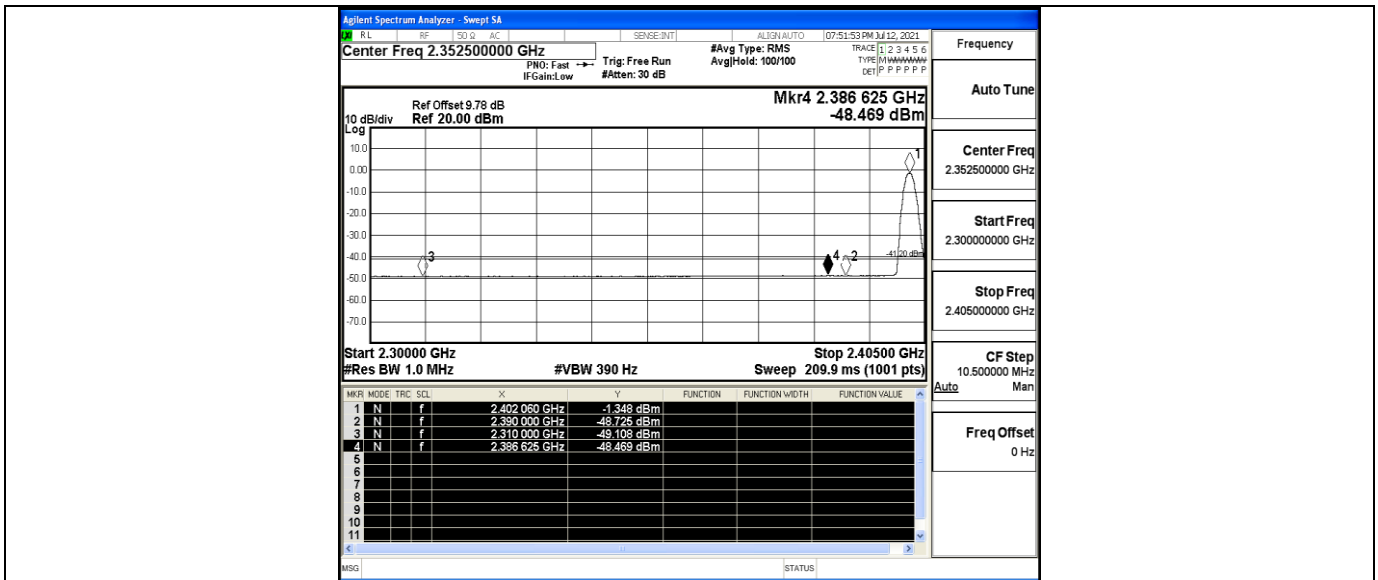 Agilent Spectrum Analyzer - Swept SA
RL RF 50 Ω AC SENSE:INT ALIGN AUTO 07:51:53 PM Jul 12, 2021
Center Freq 2.352500000 GHz
PNO: Fast
IFGain:Low
Trig: Free Run
#Atten: 30 dB
#Avg Type: RMS
Avg|Hold: 100/100
TRACE 1 2 3 4 5 6
TYPE MWWWWW
DET P P P P P P
Ref Offset 9.78 dB
10 dB/div Ref 20.00 dBm
Log
Mkr4 2.386 625 GHz
-48.469 dBm
10.0
0.00
-10.0
-20.0
-30.0
-40.0
-50.0
-60.0
-70.0
1
3
4 2
-41.20 dBm
Start 2.30000 GHz Stop 2.40500 GHz
#Res BW 1.0 MHz #VBW 390 Hz Sweep 209.9 ms (1001 pts)
MKR MODE TRC SCL X Y FUNCTION FUNCTION WIDTH FUNCTION VALUE
1 N f 2.402 060 GHz -1.348 dBm
2 N f 2.390 000 GHz -48.725 dBm
3 N f 2.310 000 GHz -49.108 dBm
4 N f 2.386 625 GHz -48.469 dBm
5
6
7
8
9
10
11
MSG STATUS
Frequency
Auto Tune
Center Freq
2.352500000 GHz
Start Freq
2.300000000 GHz
Stop Freq
2.405000000 GHz
CF Step
10.500000 MHz
Auto Man
Freq Offset
0 Hz